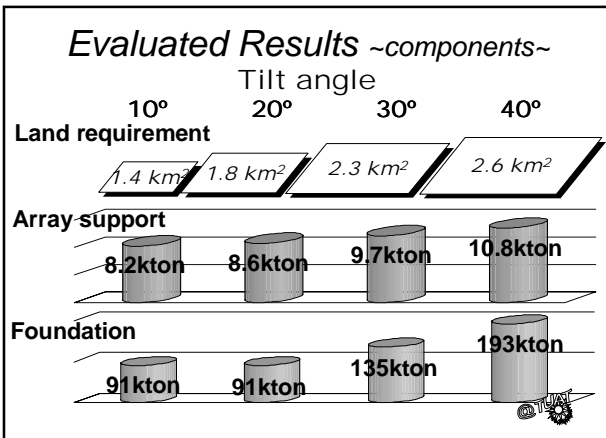 Evaluated Results ~components~
Tilt angle
10º 20º 30º 40º
Land requirement
1.4 km² 1.8 km² 2.3 km² 2.6 km²
Array support
8.2kton 8.6kton 9.7kton 10.8kton
Foundation
91kton 91kton 135kton 193kton
@TUAT